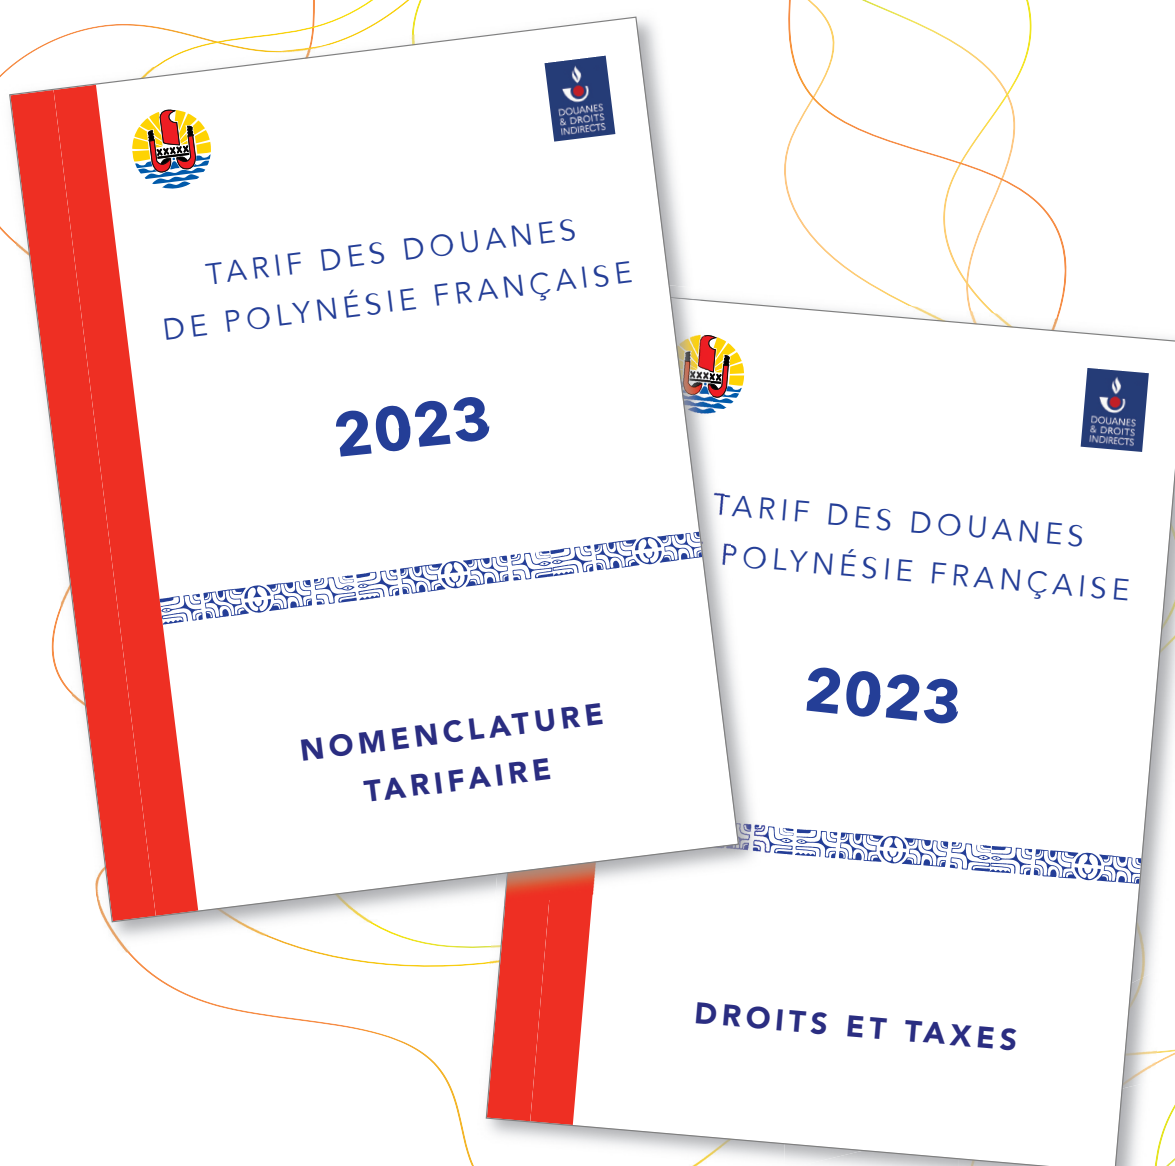 DOUANES
& DROITS
INDIRECTS
TARIF DES DOUANES
DE POLYNÉSIE FRANÇAISE
2023
NOMENCLATURE
TARIFAIRE
DOUANES
& DROITS
INDIRECTS
TARIF DES DOUANES
POLYNÉSIE FRANÇAISE
2023
DROITS ET TAXES